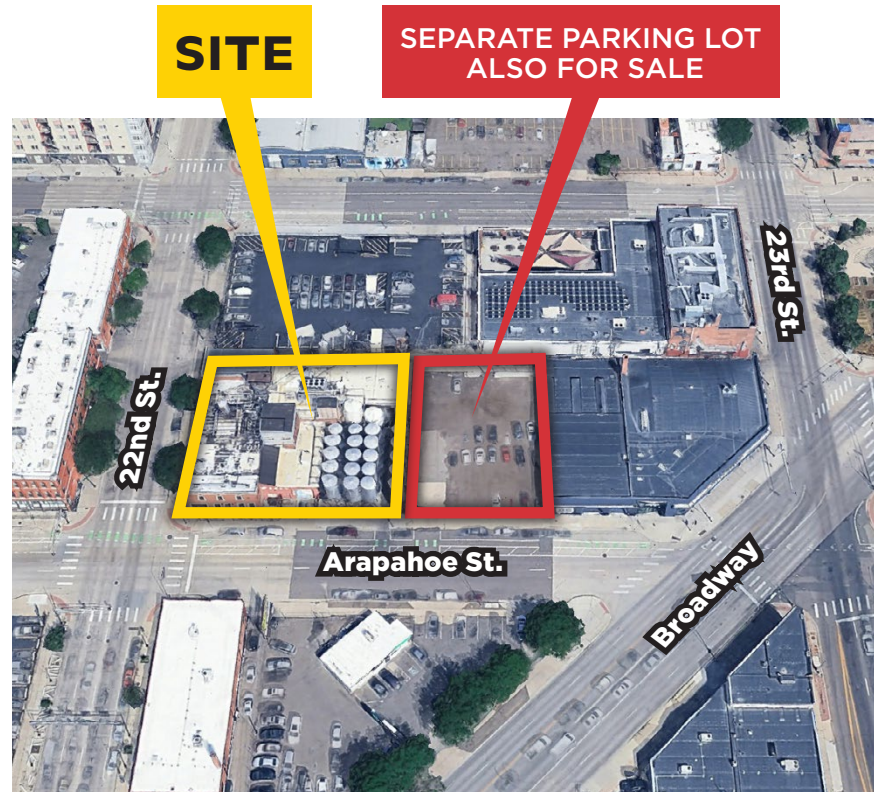 SITE
SEPARATE PARKING LOT
ALSO FOR SALE
23rd St.
22nd St.
Arapahoe St.
Broadway